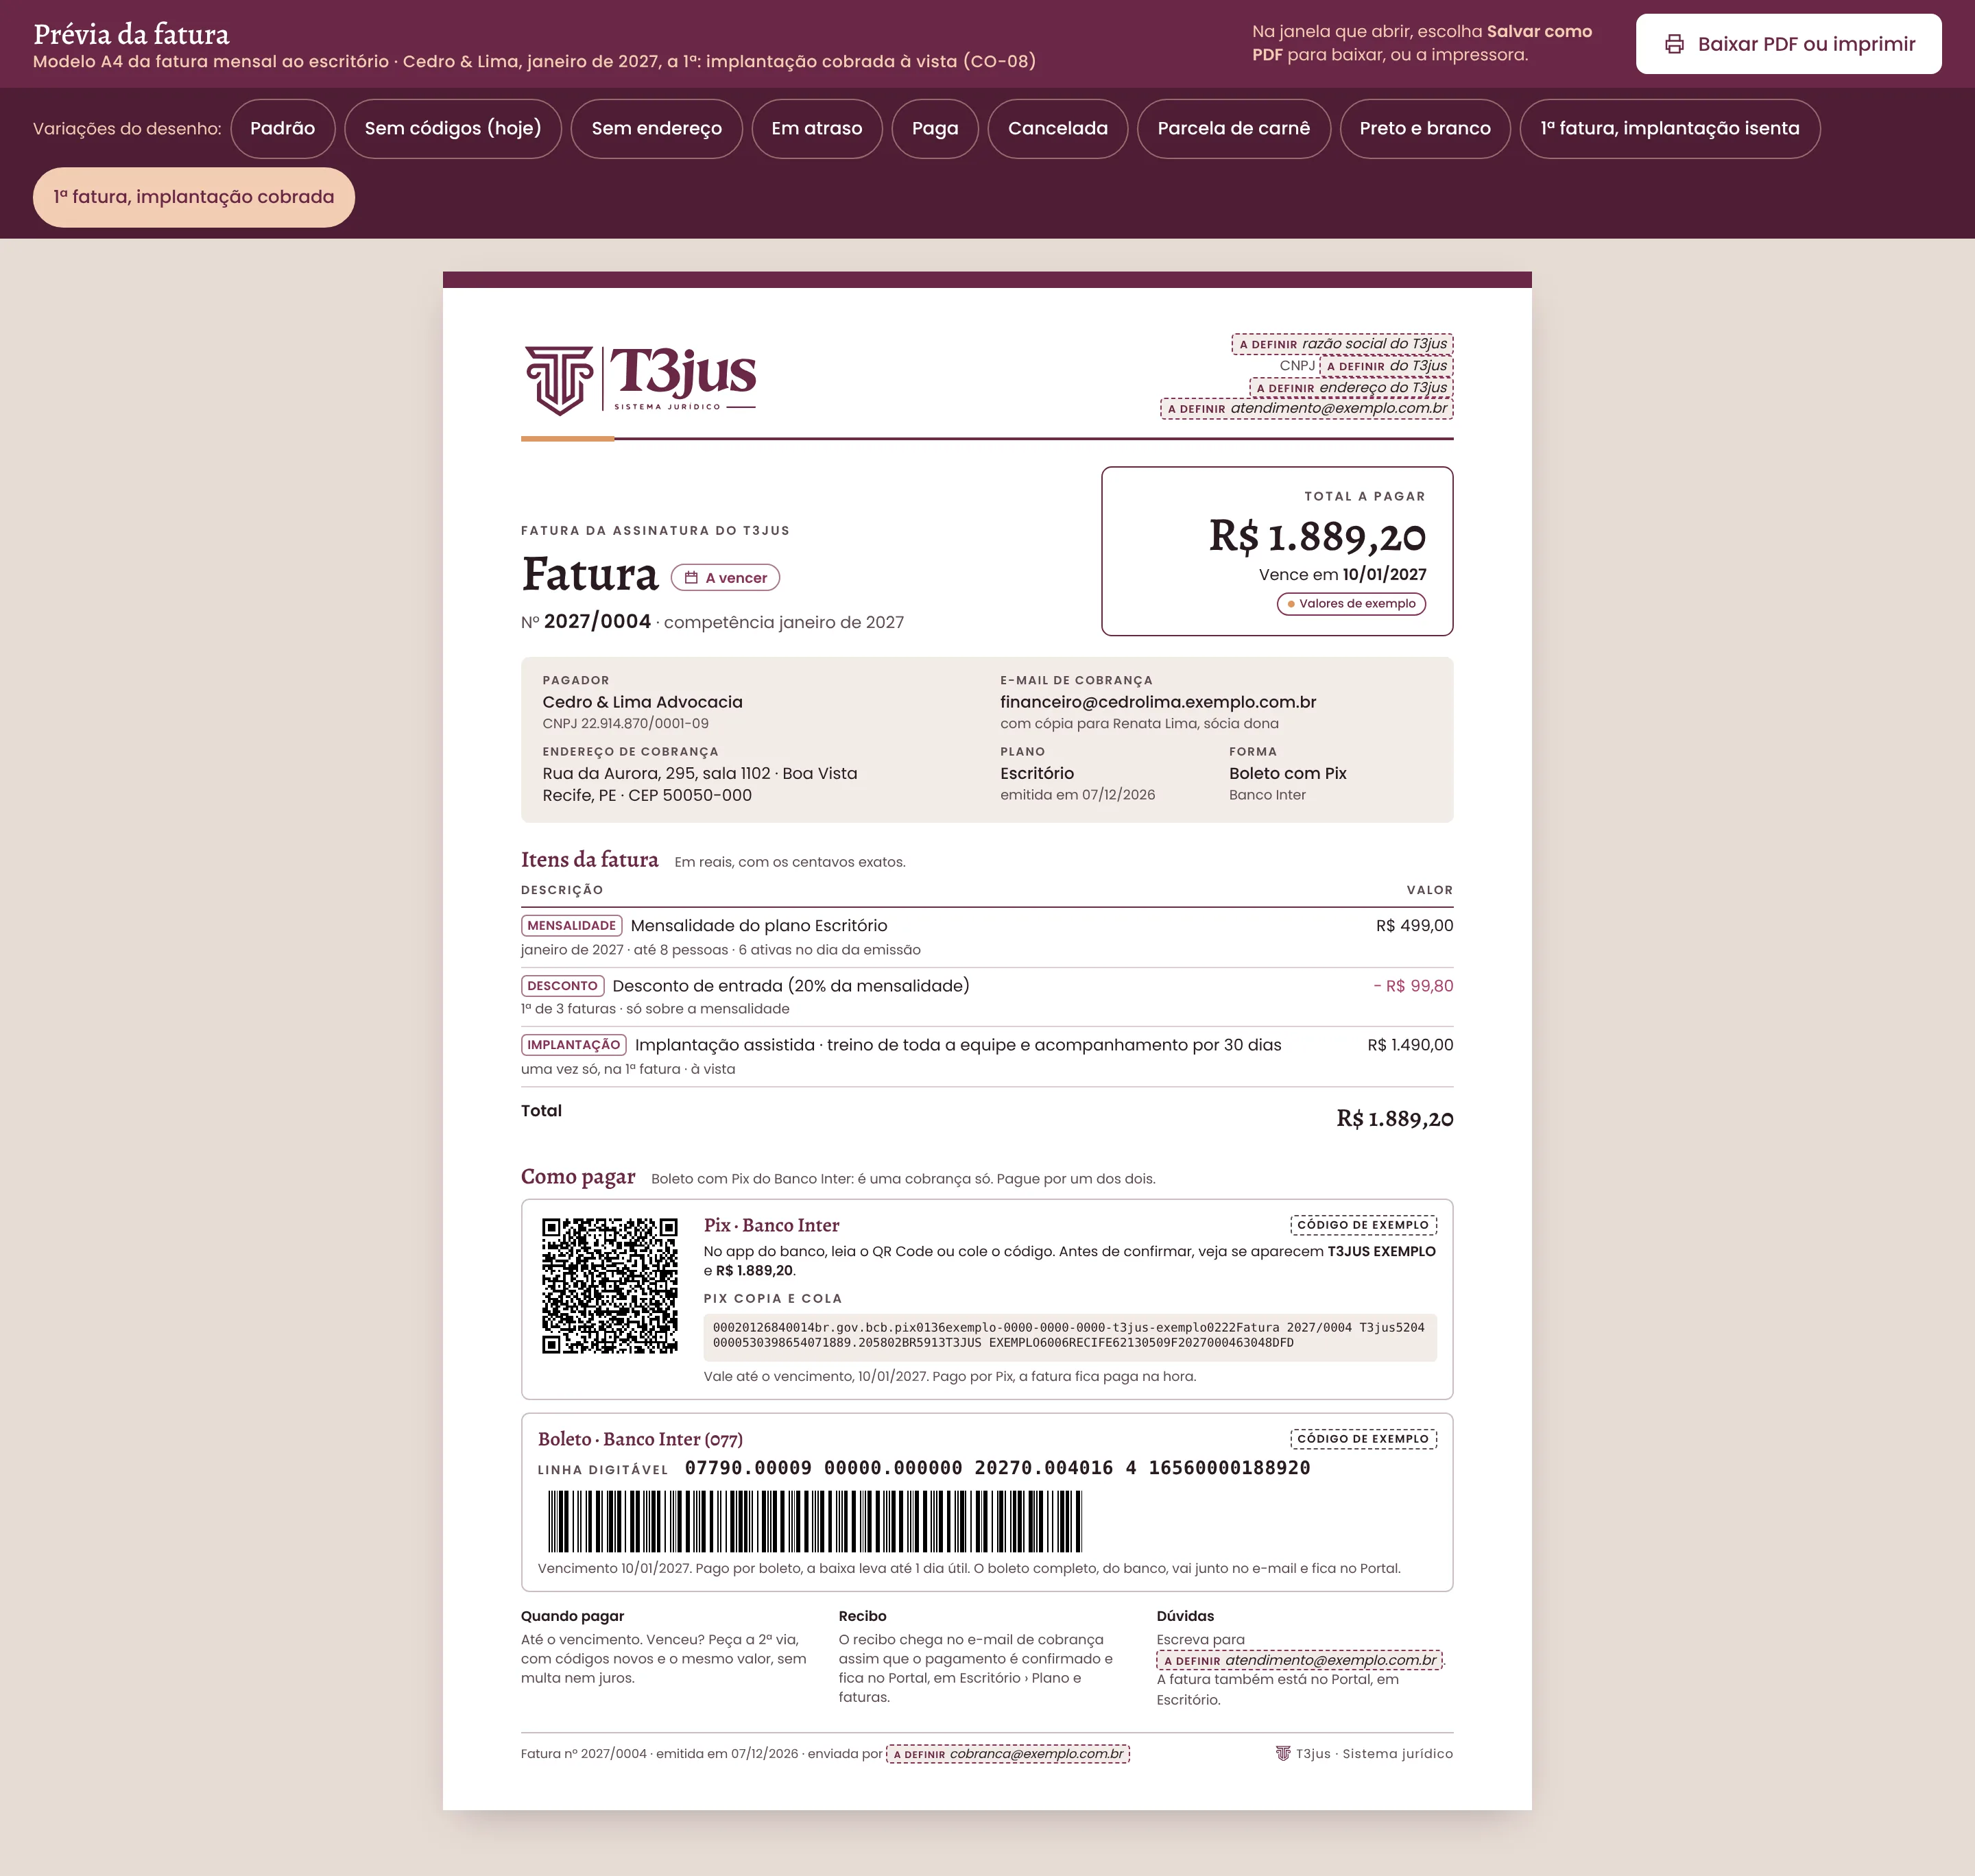 Prévia da fatura
Modelo A4 da fatura mensal ao escritório · Cedro & Lima, janeiro de 2027, a 1ª: implantação cobrada à vista (CO-08)
Na janela que abrir, escolha Salvar como
PDF para baixar, ou a impressora.
Baixar PDF ou imprimir
Variações do desenho:
Padrão
Sem códigos (hoje)
Sem endereço
Em atraso
Paga
Cancelada
Parcela de carnê
Preto e branco
1ª fatura, implantação isenta
1ª fatura, implantação cobrada
T3jus
SISTEMA JURÍDICO
A DEFINIR razão social do T3jus
CNPJ A DEFINIR do T3jus
A DEFINIR endereço do T3jus
A DEFINIR atendimento@exemplo.com.br
FATURA DA ASSINATURA DO T3JUS
Fatura
A vencer
Nº 2027/0004 · competência janeiro de 2027
TOTAL A PAGAR
R$ 1.889,20
Vence em 10/01/2027
Valores de exemplo
PAGADOR
Cedro & Lima Advocacia
CNPJ 22.914.870/0001-09
E-MAIL DE COBRANÇA
financeiro@cedrolima.exemplo.com.br
com cópia para Renata Lima, sócia dona
ENDEREÇO DE COBRANÇA
Rua da Aurora, 295, sala 1102 · Boa Vista
Recife, PE · CEP 50050-000
PLANO
Escritório
emitida em 07/12/2026
FORMA
Boleto com Pix
Banco Inter
Itens da fatura Em reais, com os centavos exatos.
DESCRIÇÃO VALOR
MENSALIDADE Mensalidade do plano Escritório R$ 499,00
janeiro de 2027 · até 8 pessoas · 6 ativas no dia da emissão
DESCONTO Desconto de entrada (20% da mensalidade) - R$ 99,80
1ª de 3 faturas · só sobre a mensalidade
IMPLANTAÇÃO Implantação assistida · treino de toda a equipe e acompanhamento por 30 dias R$ 1.490,00
uma vez só, na 1ª fatura · à vista
Total R$ 1.889,20
Como pagar Boleto com Pix do Banco Inter: é uma cobrança só. Pague por um dos dois.
Pix · Banco Inter
CÓDIGO DE EXEMPLO
No app do banco, leia o QR Code ou cole o código. Antes de confirmar, veja se aparecem T3JUS EXEMPLO
e R$ 1.889,20.
PIX COPIA E COLA
00020126840014br.gov.bcb.pix0136exemplo-0000-0000-0000-t3jus-exemplo0222Fatura 2027/0004 T3jus5204
0000530398654071889.205802BR5913T3JUS EXEMPLO6006RECIFE62130509F2027000463048DFD
Vale até o vencimento, 10/01/2027. Pago por Pix, a fatura fica paga na hora.
Boleto · Banco Inter (077)
CÓDIGO DE EXEMPLO
LINHA DIGITÁVEL 07790.00009 00000.000000 20270.004016 4 16560000188920
Vencimento 10/01/2027. Pago por boleto, a baixa leva até 1 dia útil. O boleto completo, do banco, vai junto no e-mail e fica no Portal.
Quando pagar
Até o vencimento. Venceu? Peça a 2ª via,
com códigos novos e o mesmo valor, sem
multa nem juros.
Recibo
O recibo chega no e-mail de cobrança
assim que o pagamento é confirmado e
fica no Portal, em Escritório › Plano e
faturas.
Dúvidas
Escreva para
A DEFINIR atendimento@exemplo.com.br.
A fatura também está no Portal, em
Escritório.
Fatura nº 2027/0004 · emitida em 07/12/2026 · enviada por A DEFINIR cobranca@exemplo.com.br
T3jus · Sistema jurídico